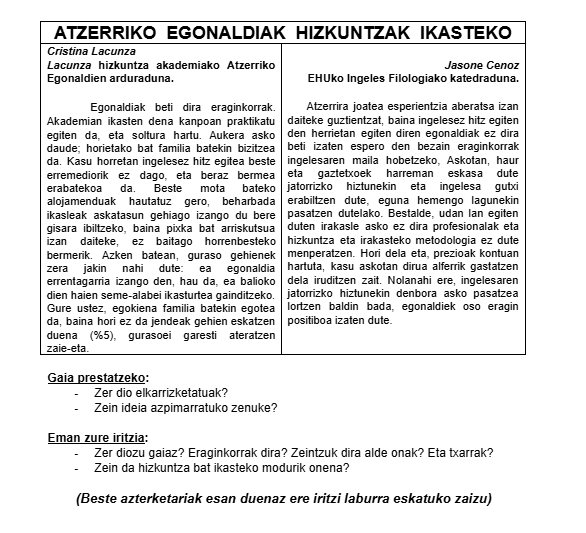 ATZERRIKO EGONALDIAK HIZKUNTZAK IKASTEKO
Cristina Lacunza
Lacunza hizkuntza akademiako Atzerriko
Egonaldien arduraduna.
Egonaldiak beti dira eraginkorrak.
Akademian ikasten dena kanpoan praktikatu
egiten da, eta soltura hartu. Aukera asko
daude; horietako bat familia batekin bizitzea
da. Kasu horretan ingelesez hitz egitea beste
erremediorik ez dago, eta beraz bermea
erabatekoa da. Beste mota bateko
alojamenduak hautatuz gero, beharbada
ikasleak askatasun gehiago izango du bere
gisara ibiltzeko, baina pixka bat arriskutsua
izan daiteke, ez baitago horrenbesteko
bermerik. Azken batean, guraso gehienek
zera jakin nahi dute: ea egonaldia
errentagarria izango den, hau da, ea balioko
dien haien seme-alabei ikasturtea gainditzeko.
Gure ustez, egokiena familia batekin egotea
da, baina hori ez da jendeak gehien eskatzen
duena (%5), gurasoei garesti ateratzen
zaie-eta.
Jasone Cenoz
EHUko Ingeles Filologiako katedraduna.
Atzerrira joatea esperientzia aberatsa izan
daiteke guztientzat, baina ingelesez hitz egiten
den herrietan egiten diren egonaldiak ez dira
beti izaten espero den bezain eraginkorrak
ingelesaren maila hobetzeko, Askotan, haur
eta gaztetxoek harreman eskasa dute
jatorrizko hiztunekin eta ingelesa gutxi
erabiltzen dute, eguna hemengo lagunekin
pasatzen dutelako. Bestalde, udan lan egiten
duten irakasle asko ez dira profesionalak eta
hizkuntza eta irakasteko metodologia ez dute
menperatzen. Hori dela eta, prezioak kontuan
hartuta, kasu askotan dirua alferrik gastatzen
dela iruditzen zait. Nolanahi ere, ingelesaren
jatorrizko hiztunekin denbora asko pasatzea
lortzen baldin bada, egonaldiek oso eragin
positiboa izaten dute.
Gaia prestatzeko:
- Zer dio elkarrizketatuak?
- Zein ideia azpimarratuko zenuke?
Eman zure iritzia:
- Zer diozu gaiaz? Eraginkorrak dira? Zeintzuk dira alde onak? Eta txarrak?
- Zein da hizkuntza bat ikasteko modurik onena?
(Beste azterketariak esan duenaz ere iritzi laburra eskatuko zaizu)